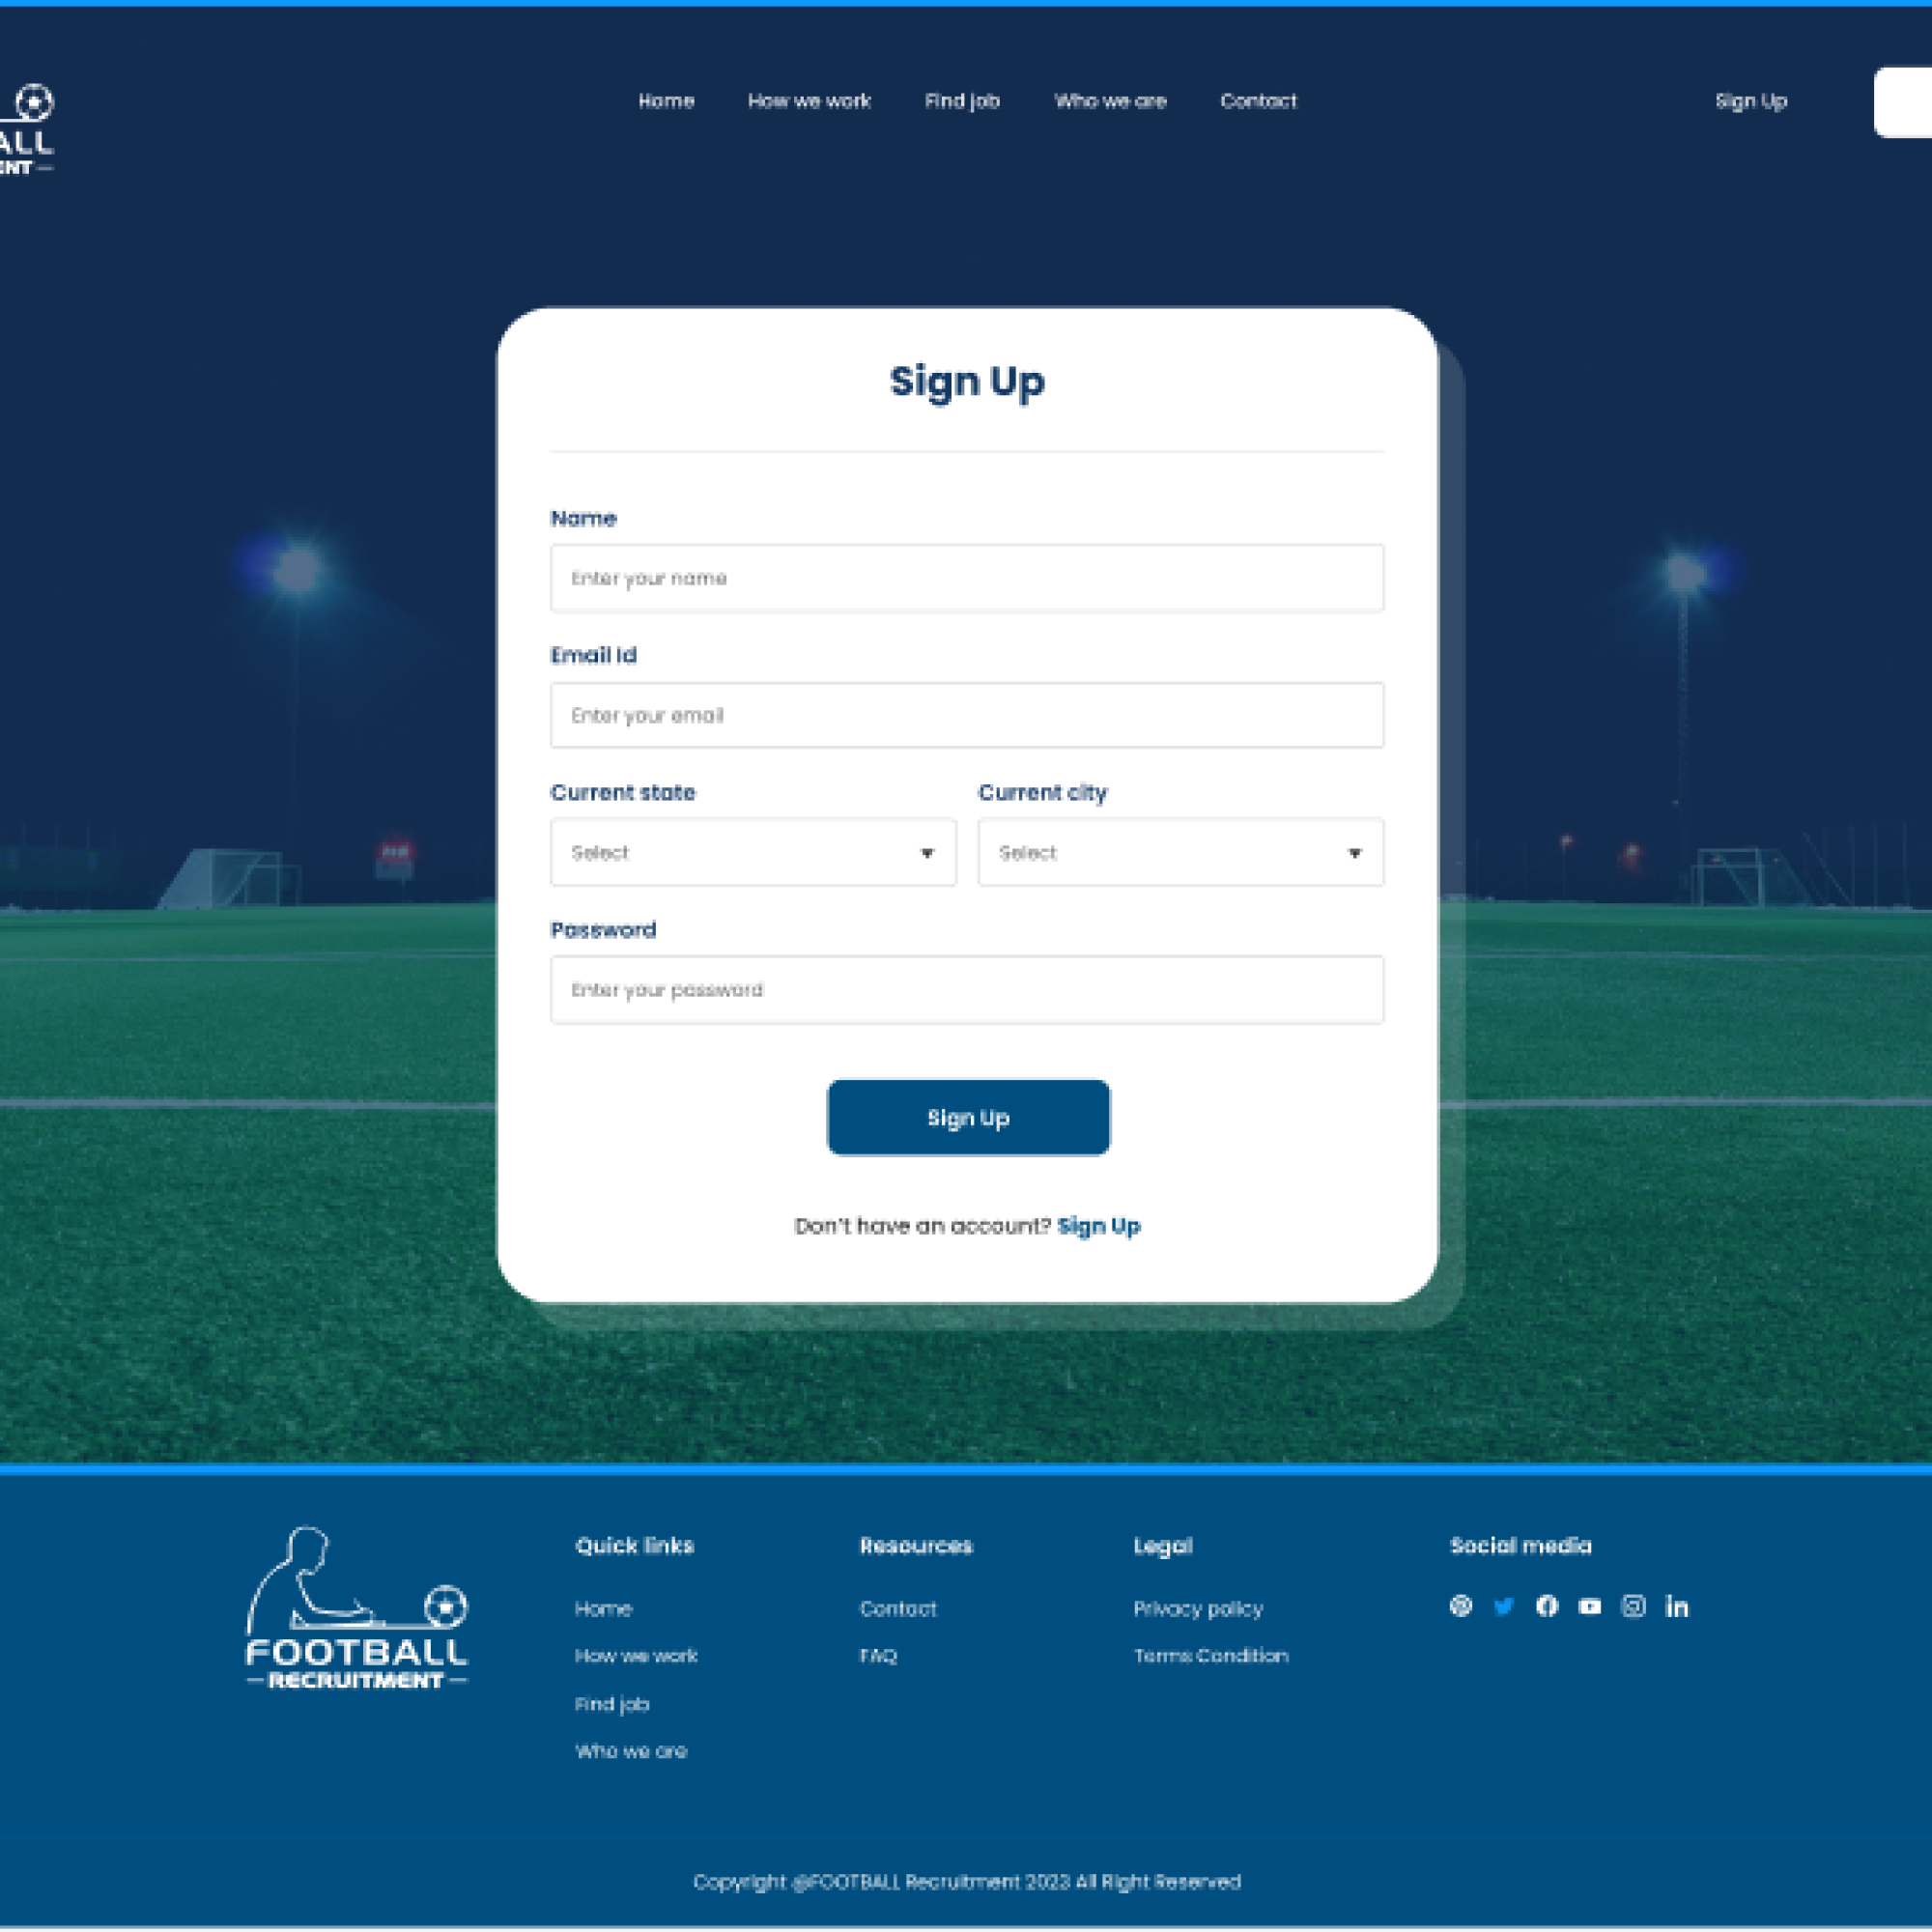 ALL
ENT
Home How we work Find job Who we are Contact Sign Up
Sign Up
Name
Enter your name
Email Id
Enter your email
Current state Current city
Select Select
Password
Enter your password
Sign Up
Don't have an account? Sign Up
Quick links Resources Legal Social media
Home Contact Privacy policy
How we work FAQ Terms Condition
Find job
Who we are
FOOTBALL
RECRUITMENT
Copyright @FOOTBALL Recruitment 2023 All Right Reserved